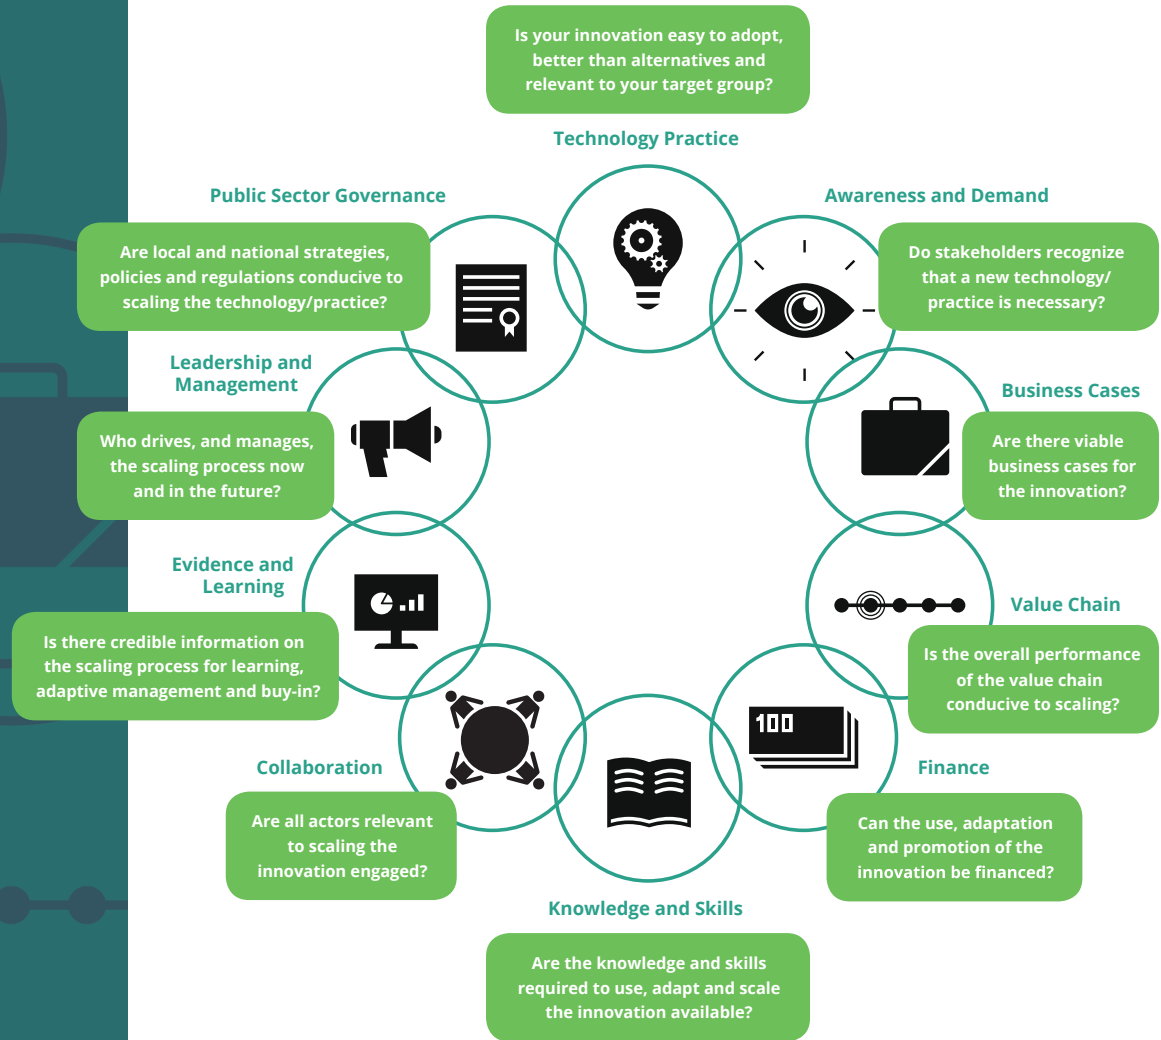 Is your innovation easy to adopt,
better than alternatives and
relevant to your target group?
Technology Practice
Public Sector Governance
Are local and national strategies,
policies and regulations conducive to
scaling the technology/practice?
Awareness and Demand
Do stakeholders recognize
that a new technology/
practice is necessary?
Leadership and
Management
Who drives, and manages,
the scaling process now
and in the future?
Business Cases
Are there viable
business cases for
the innovation?
Evidence and
Learning
Is there credible information on
the scaling process for learning,
adaptive management and buy-in?
Value Chain
Is the overall performance
of the value chain
conducive to scaling?
100
Collaboration
Are all actors relevant
to scaling the
innovation engaged?
Finance
Can the use, adaptation
and promotion of the
innovation be financed?
Knowledge and Skills
Are the knowledge and skills
required to use, adapt and scale
the innovation available?